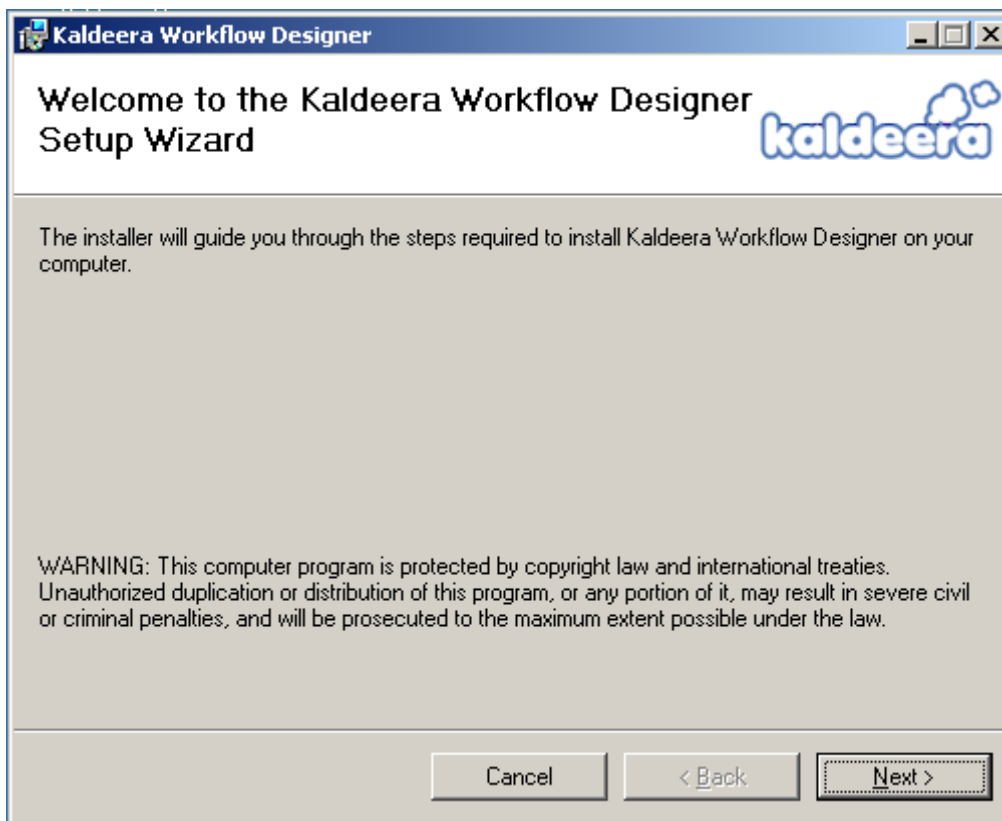 Kaldeera Workflow Designer
Welcome to the Kaldeera Workflow Designer
Setup Wizard
kaldeera
The installer will guide you through the steps required to install Kaldeera Workflow Designer on your
computer.
WARNING: This computer program is protected by copyright law and international treaties.
Unauthorized duplication or distribution of this program, or any portion of it, may result in severe civil
or criminal penalties, and will be prosecuted to the maximum extent possible under the law.
Cancel
< Back
Next >